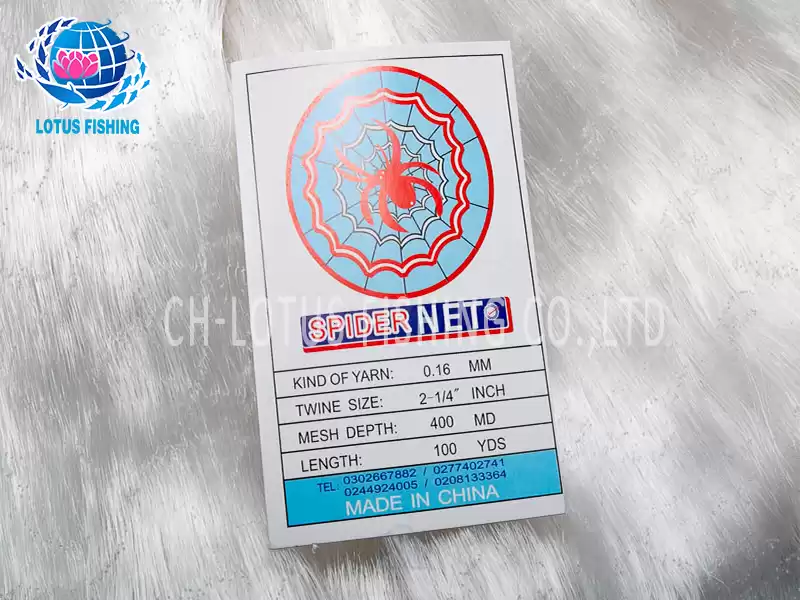 LOTUS FISHING
CH-LOTUS FISHING CO.,LTD
SPIDER NET
KIND OF YARN: 0.16 MM
TWINE SIZE: 2-1/4" INCH
MESH DEPTH: 400 MD
LENGTH: 100 YDS
TEL: 0302667882 / 0277402741
0244924005 / 0208133364
MADE IN CHINA